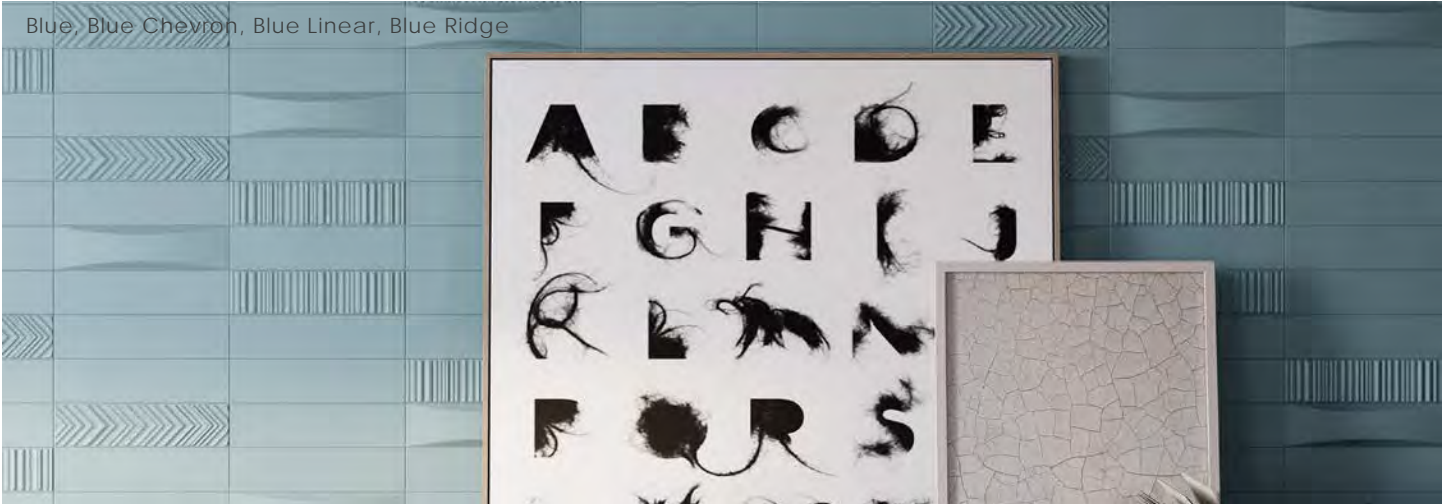 Blue, Blue Chevron, Blue Linear, Blue Ridge
A B C D E
F G H I J
K L M N
P Q R S